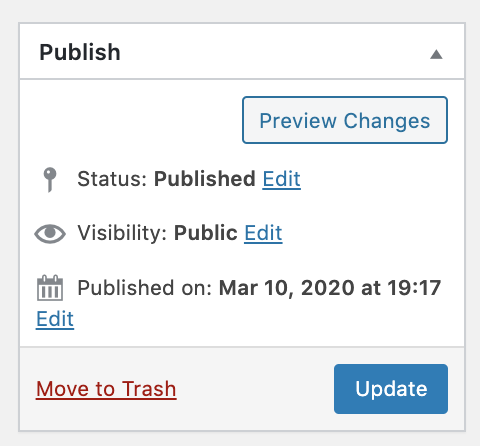 Publish
Preview Changes
Status: Published Edit
Visibility: Public Edit
Published on: Mar 10, 2020 at 19:17
Edit
Move to Trash
Update